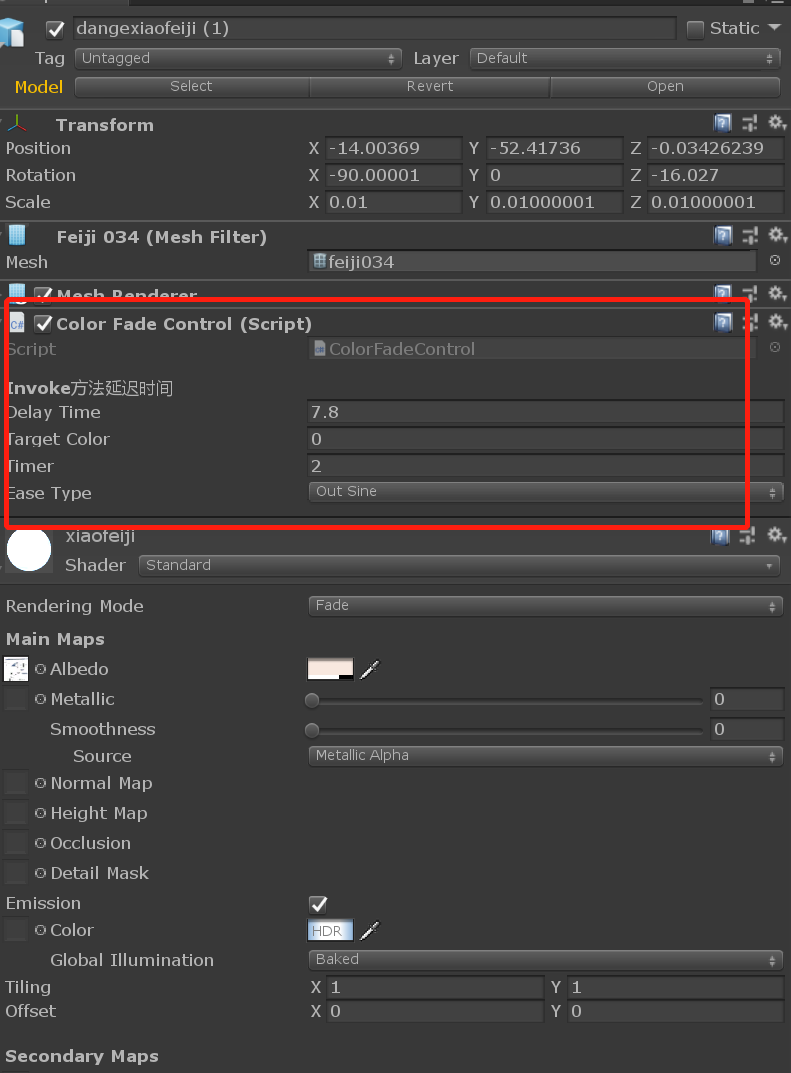 dangexiaofeiji (1)
Static
Tag Untagged Layer Default
Model Select Revert Open
Transform
Position X -14.00369 Y -52.41736 Z -0.03426239
Rotation X -90.00001 Y 0 Z -16.027
Scale X 0.01 Y 0.01000001 Z 0.01000001
Feiji 034 (Mesh Filter)
Mesh feiji034
Mesh Renderer
C# Color Fade Control (Script)
Script ColorFadeControl
Invoke方法延迟时间
Delay Time 7.8
Target Color 0
Timer 2
Ease Type Out Sine
xiaofeiji
Shader Standard
Rendering Mode Fade
Main Maps
Albedo
Metallic 0
Smoothness 0
Source Metallic Alpha
Normal Map
Height Map
Occlusion
Detail Mask
Emission
Color HDR
Global Illumination Baked
Tiling X 1 Y 1
Offset X 0 Y 0
Secondary Maps